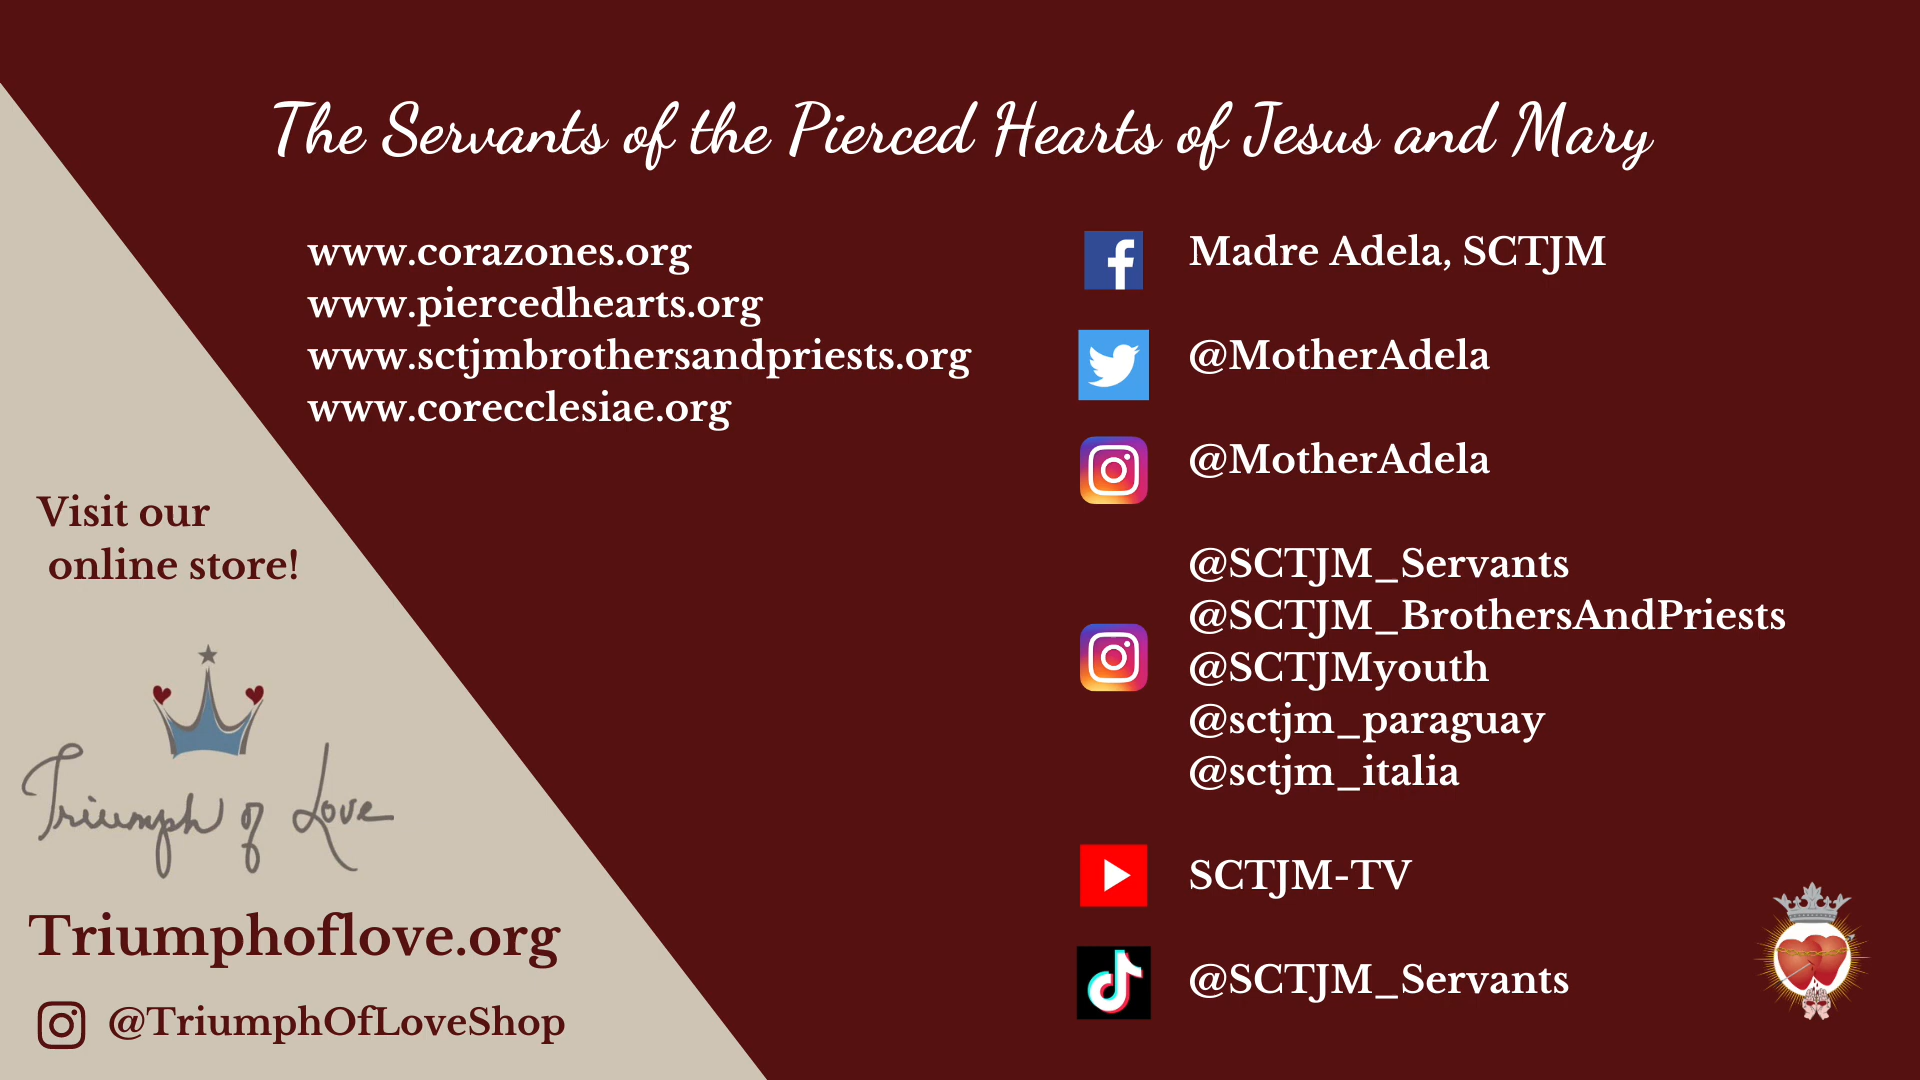 The Servants of the Pierced Hearts of Jesus and Mary
www.corazones.org
www.piercedhearts.org
www.sctjmbrothersandpriests.org
www.corecclesiae.org
Madre Adela, SCTJM
@MotherAdela
@MotherAdela
@SCTJM_Servants
@SCTJM_BrothersAndPriests
@SCTJMyouth
@sctjm_paraguay
@sctjm_italia
SCTJM-TV
@SCTJM_Servants
Visit our
online store!
Triumph of Love
Triumphoflove.org
@TriumphOfLoveShop